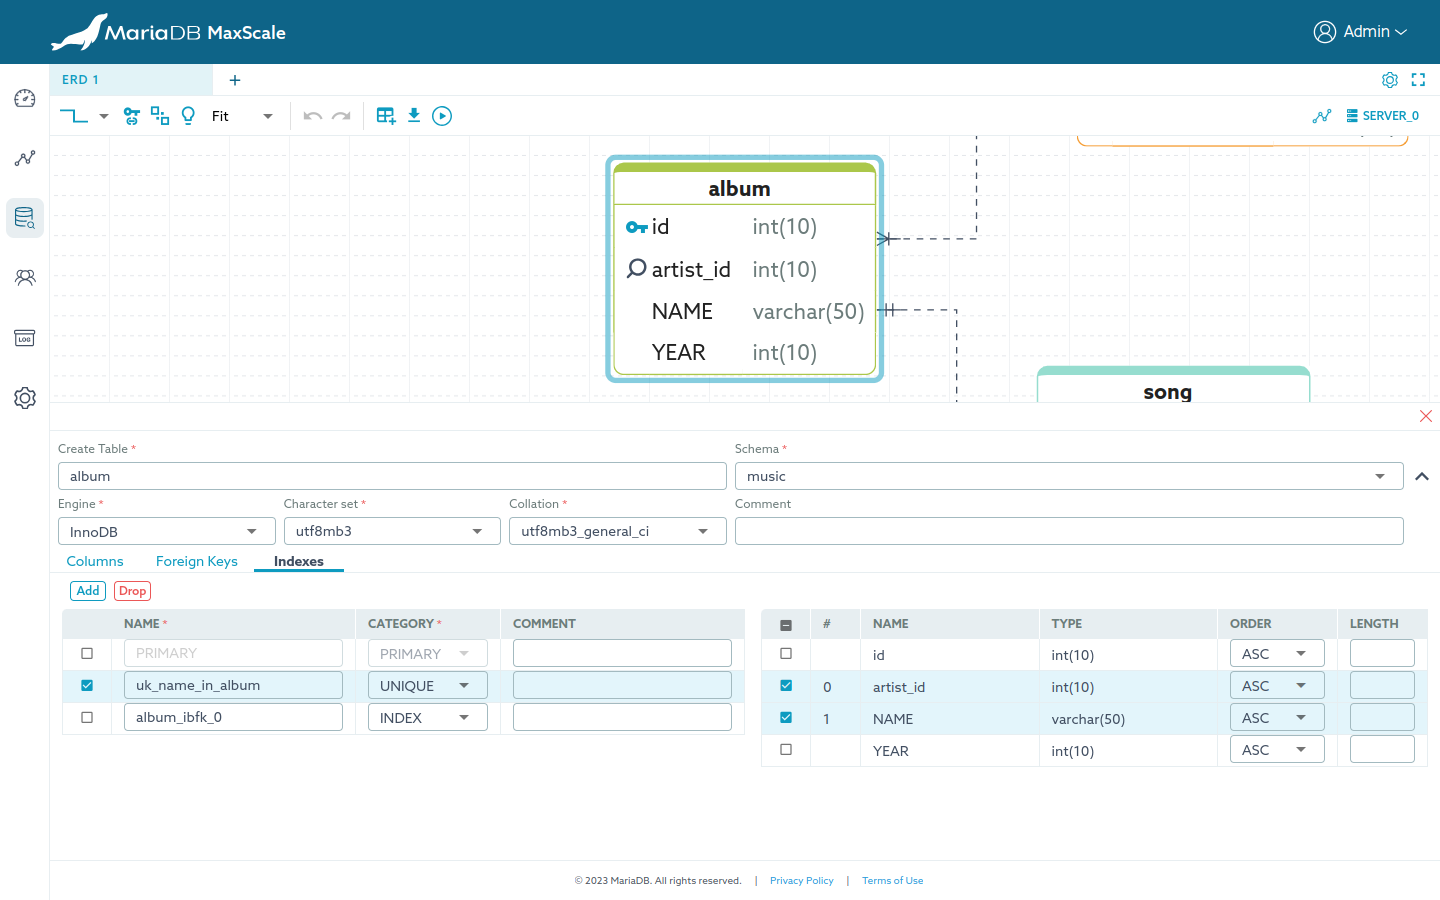 MariaDB MaxScale
Admin
ERD 1
+
Fit
SERVER_0
album
id int(10)
artist_id int(10)
NAME varchar(50)
YEAR int(10)
song
LOG
Create Table *
Schema *
album
music
Engine *
Character set *
Collation *
Comment
InnoDB
utf8mb3
utf8mb3_general_ci
Columns
Foreign Keys
Indexes
Add
Drop
NAME *
CATEGORY *
COMMENT
PRIMARY
PRIMARY
uk_name_in_album
UNIQUE
album_ibfk_0
INDEX
#
NAME
TYPE
ORDER
LENGTH
id
int(10)
ASC
0
artist_id
int(10)
ASC
1
NAME
varchar(50)
ASC
YEAR
int(10)
ASC
© 2023 MariaDB. All rights reserved. | Privacy Policy | Terms of Use